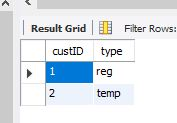 Result Grid Filter Rows:
custID type
1 reg
2 temp